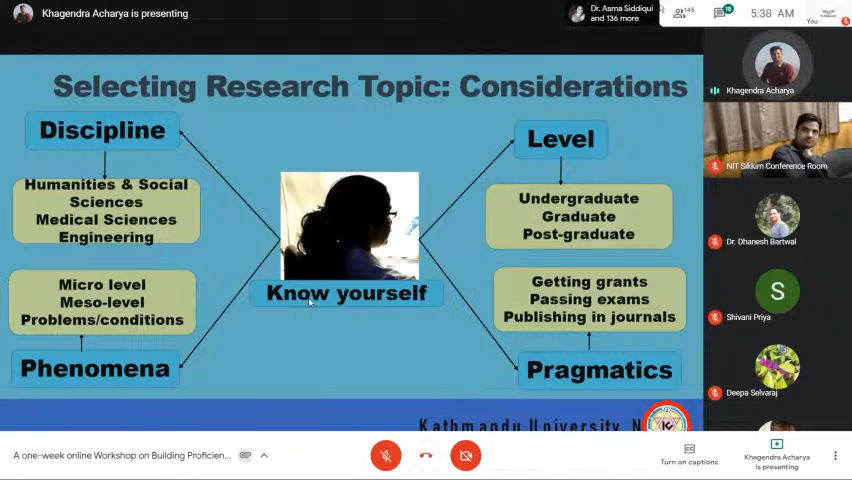 Khagendra Acharya is presenting
Dr. Asma Siddiqui
and 136 more
145
18
5:38 AM
You
Selecting Research Topic: Considerations
Discipline
Humanities & Social
Sciences
Medical Sciences
Engineering
Micro level
Meso-level
Problems/conditions
Phenomena
Know yourself
Level
Undergraduate
Graduate
Post-graduate
Getting grants
Passing exams
Publishing in journals
Pragmatics
Kathmandu University, N
K
Khagendra Acharya
NIT Sikkim Conference Room
Dr. Dhanesh Bartwal
S
Shivani Priya
Deepa Selvaraj
A one-week online Workshop on Building Proficien...
Turn on captions
Khagendra Acharya
is presenting